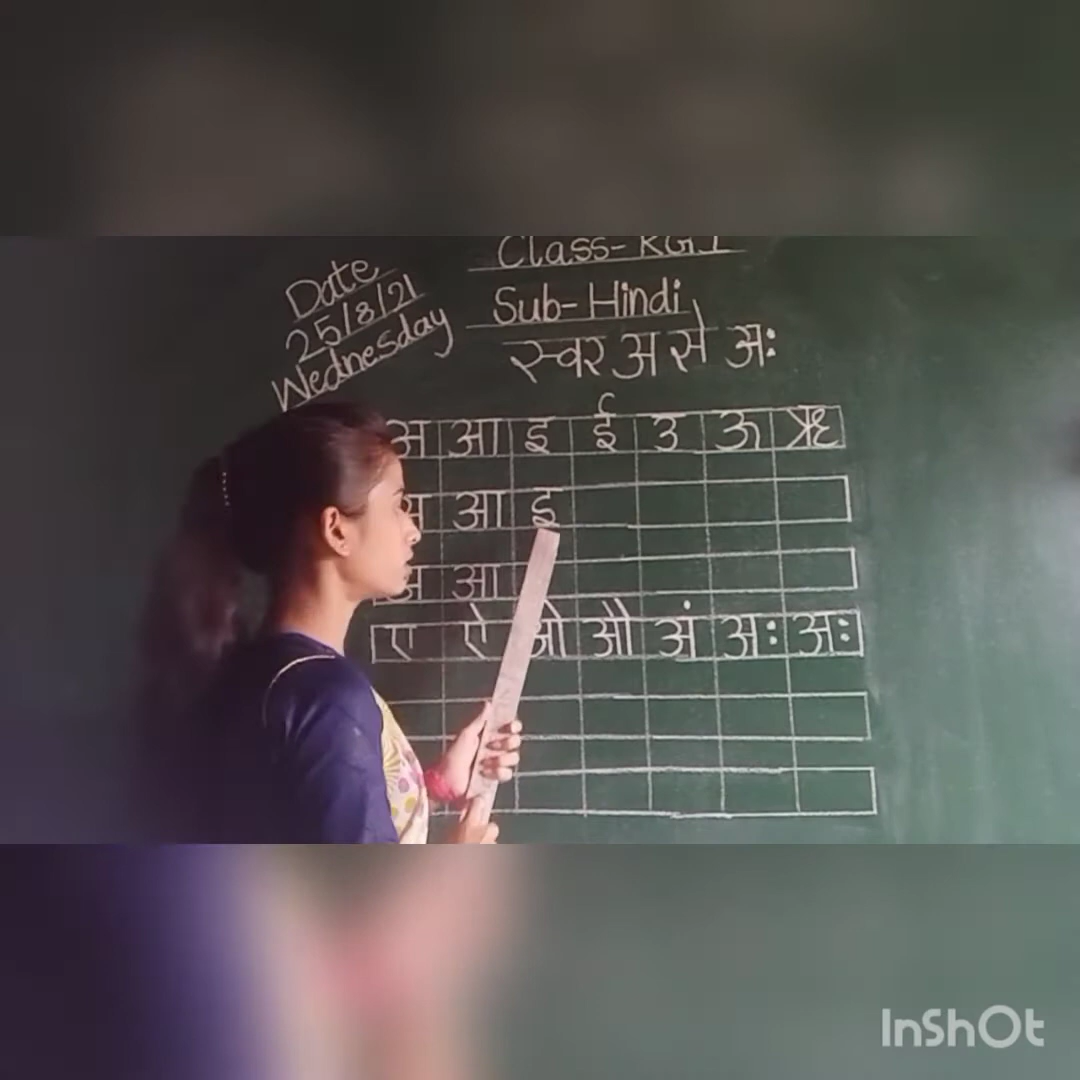 Date
25/8/21
Wednesday
Class- KG.I
Sub- Hindi
स्वर अ से अः
अ आ इ ई उ ऊ ऋ
अ आ इ
अ आ
ए ऐ ओ औ अं अः अः
InShOt